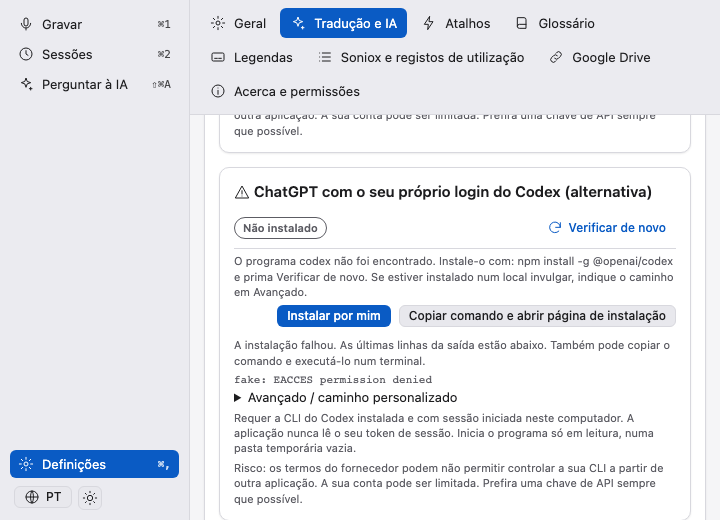 Gravar ⌘1
Sessões ⌘2
Perguntar à IA ⇧⌘A
Geral
Tradução e IA
Atalhos
Glossário
Legendas
Soniox e registos de utilização
Google Drive
Acerca e permissões
outra aplicação. A sua conta pode ser limitada. Prefira uma chave de API sempre
que possível.
ChatGPT com o seu próprio login do Codex (alternativa)
Não instalado
Verificar de novo
O programa codex não foi encontrado. Instale-o com: npm install -g @openai/codex
e prima Verificar de novo. Se estiver instalado num local invulgar, indique o caminho
em Avançado.
Instalar por mim
Copiar comando e abrir página de instalação
A instalação falhou. As últimas linhas da saída estão abaixo. Também pode copiar o
comando e executá-lo num terminal.
fake: EACCES permission denied
Avançado / caminho personalizado
Requer a CLI do Codex instalada e com sessão iniciada neste computador. A
aplicação nunca lê o seu token de sessão. Inicia o programa só em leitura, numa
pasta temporária vazia.
Risco: os termos do fornecedor podem não permitir controlar a sua CLI a partir de
outra aplicação. A sua conta pode ser limitada. Prefira uma chave de API sempre
que possível.
Definições ⌘,
PT